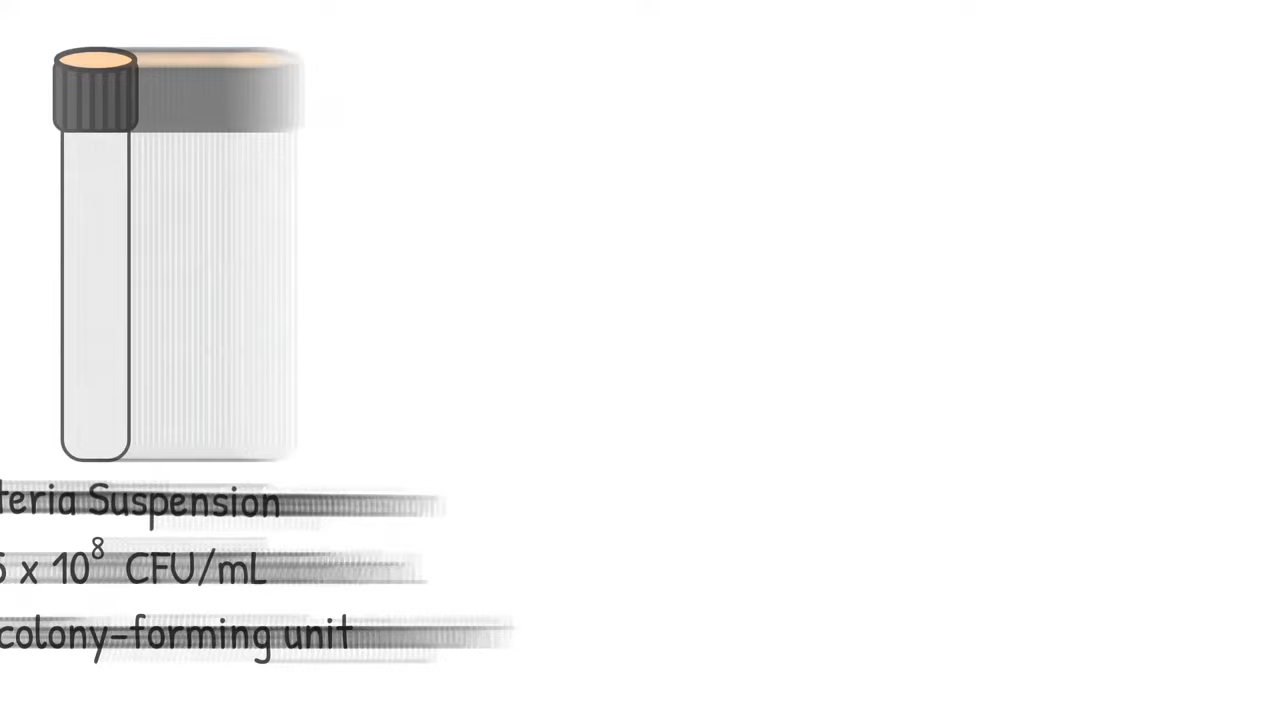 teria Suspension
5 x 10⁸ CFU/mL
colony-forming unit